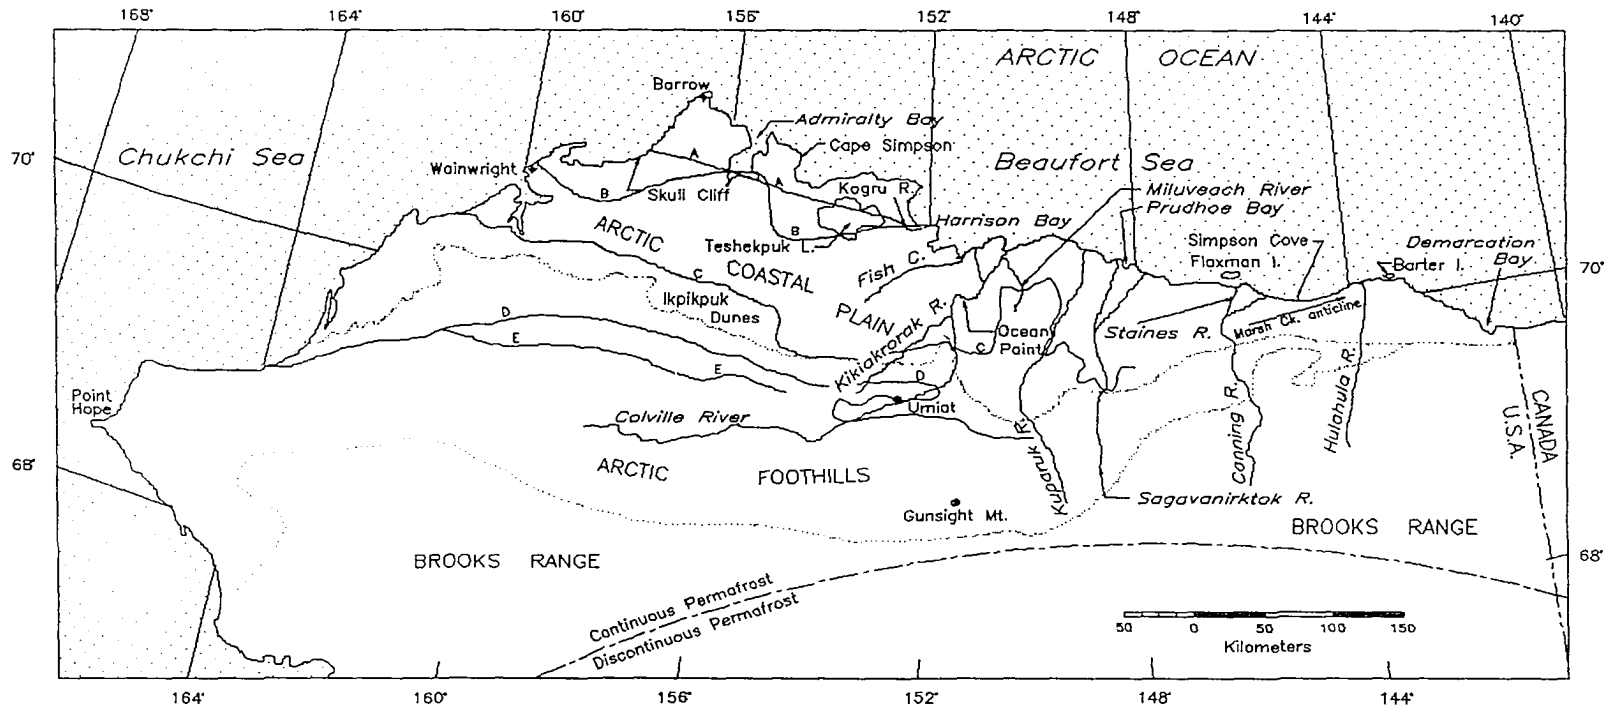 168° 164° 160° 156° 152° 148° 144° 140°
ARCTIC OCEAN
Barrow
Admiralty Bay
Chukchi Sea
Cape Simpson
Beaufort Sea
70°
Wainwright
A
Kogru R.
Miluveach River
B
Skull Cliff
A
Prudhoe Bay
Harrison Bay
ARCTIC
B
Teshekpuk L.
Simpson Cove
Flaxman I.
Demarcation
Bay
Barter I.
70°
COASTAL
C
Fish C.
Ikpikpuk
Dunes
PLAIN
D
E
Kikiakrorak R.
Ocean
Point
C
Staines R.
Marsh Ck. anticline
E
D
Umiat
Point
Hope
Colville River
Kuparuk R.
Canning R.
Hulahula R.
CANADA
U.S.A.
68°
ARCTIC FOOTHILLS
Gunsight Mt.
Sagavanirktok R.
BROOKS RANGE
BROOKS RANGE
68°
Continuous Permafrost
Discontinuous Permafrost
50 0 50 100 150
Kilometers
164° 160° 156° 152° 148° 144°